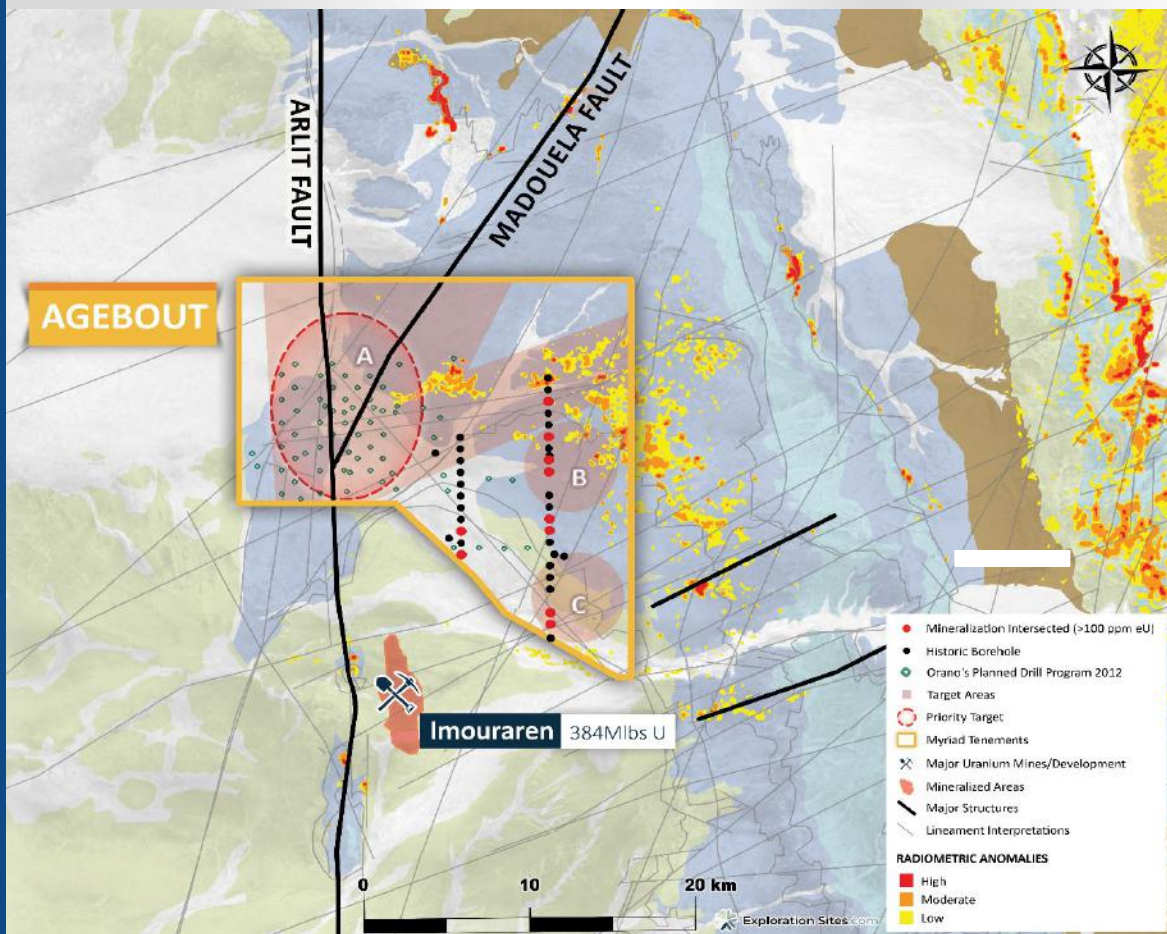 ARLIT FAULT
MADOUELA FAULT
AGEBOUT
A
B
C
Imouraren 384Mlbs U
Mineralization Intersected (>100 ppm eU)
Historic Borehole
Orano's Planned Drill Program 2012
Target Areas
Priority Target
Myriad Tenements
Major Uranium Mines/Development
Mineralized Areas
Major Structures
Lineament Interpretations
RADIOMETRIC ANOMALIES
High
Moderate
Low
0 10 20 km
Exploration Sites.com